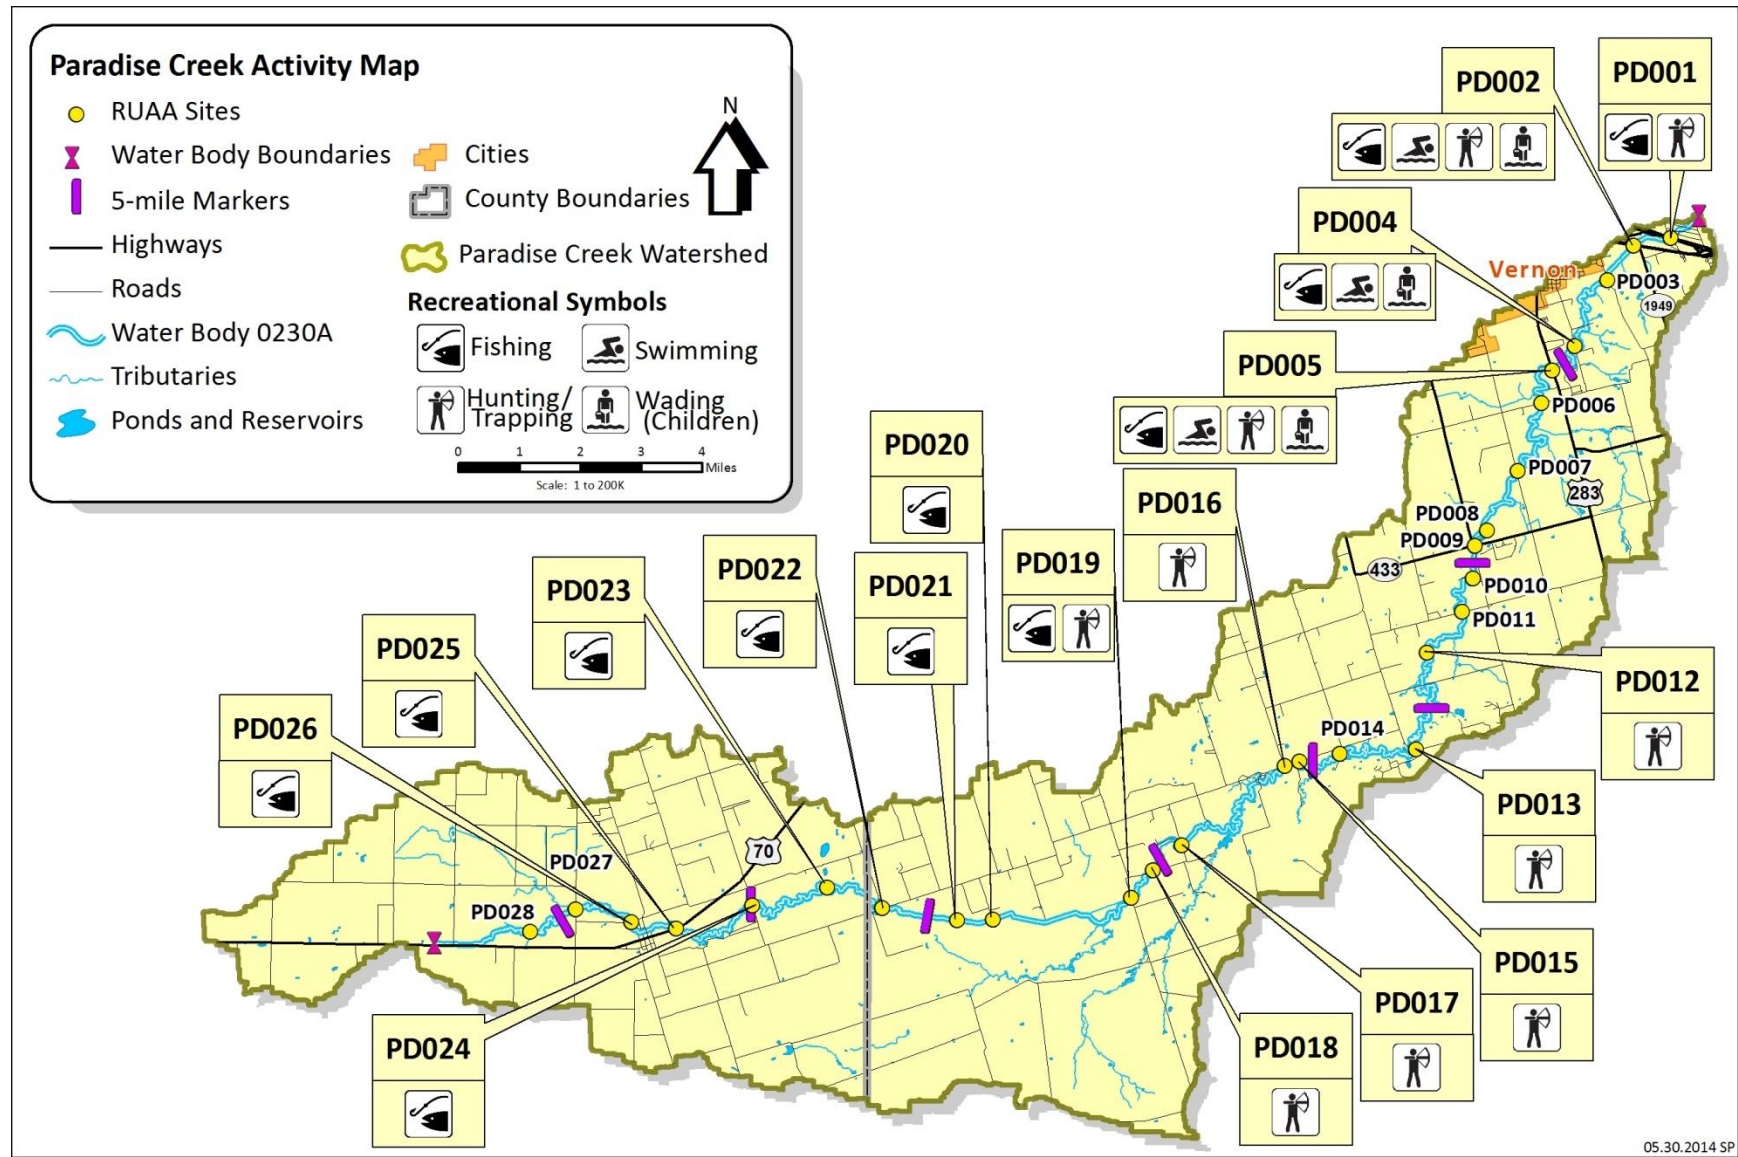 Paradise Creek Activity Map
RUAA Sites
Water Body Boundaries
5-mile Markers
Highways
Roads
Water Body 0230A
Tributaries
Ponds and Reservoirs
N
Cities
County Boundaries
Paradise Creek Watershed
Recreational Symbols
Fishing
Swimming
Hunting/
Trapping
Wading
(Children)
0 1 2 3 4
Miles
Scale: 1 to 200K
PD001
PD002
PD004
Vernon
PD003
1949
PD005
PD006
PD007
283
PD008
PD009
433
PD010
PD011
PD012
PD013
PD014
PD015
PD016
PD017
PD018
PD019
PD020
PD021
PD022
PD023
PD024
PD025
PD026
PD027
PD028
70
05.30.2014 SP